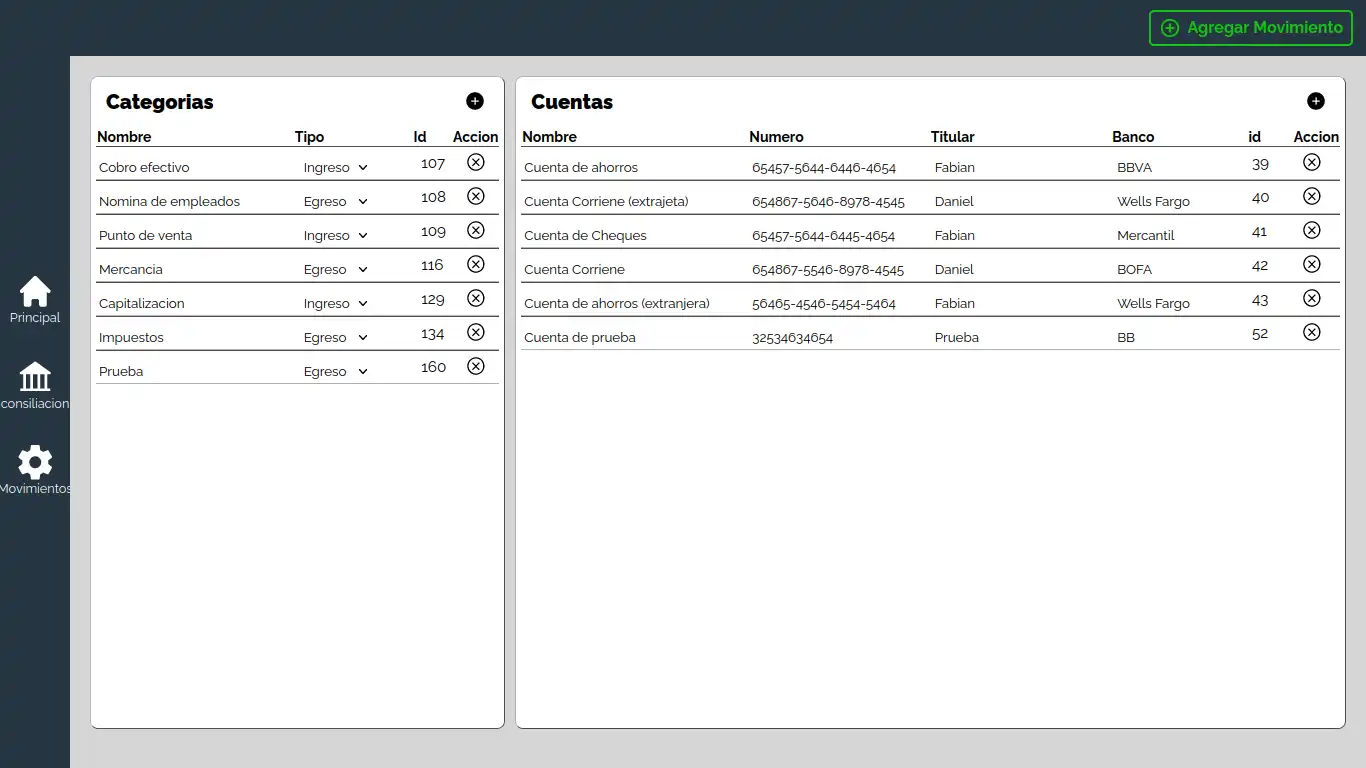 Agregar Movimiento
Principal
consiliacion
Movimientos
Categorias
Nombre Tipo Id Accion
Cobro efectivo Ingreso 107
Nomina de empleados Egreso 108
Punto de venta Ingreso 109
Mercancia Egreso 116
Capitalizacion Ingreso 129
Impuestos Egreso 134
Prueba Egreso 160
Cuentas
Nombre Numero Titular Banco id Accion
Cuenta de ahorros 65457-5644-6446-4654 Fabian BBVA 39
Cuenta Corriene (extrajeta) 654867-5646-8978-4545 Daniel Wells Fargo 40
Cuenta de Cheques 65457-5644-6445-4654 Fabian Mercantil 41
Cuenta Corriene 654867-5546-8978-4545 Daniel BOFA 42
Cuenta de ahorros (extranjera) 56465-4546-5454-5464 Fabian Wells Fargo 43
Cuenta de prueba 32534634654 Prueba BB 52